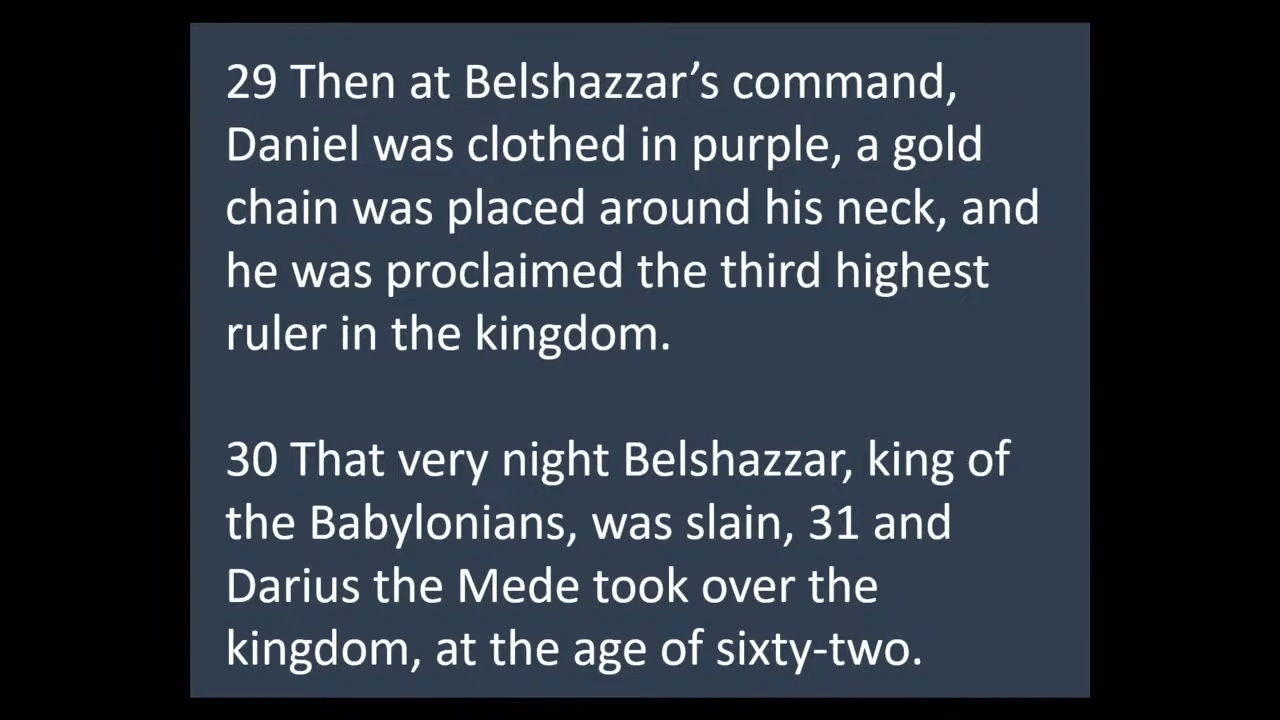 29 Then at Belshazzar’s command,
Daniel was clothed in purple, a gold
chain was placed around his neck, and
he was proclaimed the third highest
ruler in the kingdom.
30 That very night Belshazzar, king of
the Babylonians, was slain, 31 and
Darius the Mede took over the
kingdom, at the age of sixty-two.